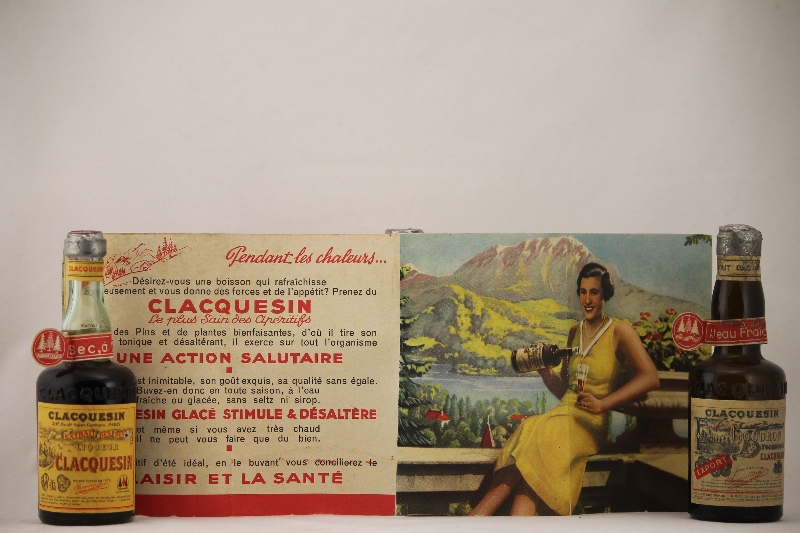 Pendant les chaleurs...
Désirez-vous une boisson qui rafraîchisse
eusement et vous donne des forces et de l'appétit? Prenez du
CLACQUESIN
Le plus Sain des Apéritifs
des Pins et de plantes bienfaisantes, d'où il tire son
tonique et désaltérant, il exerce sur tout l'organisme
UNE ACTION SALUTAIRE
est inimitable, son goût exquis, sa qualité sans égale.
Buvez-en donc en toute saison, à l'eau
fraîche ou glacée, sans seltz ni sirop.
ESIN GLACÉ STIMULE & DÉSALTÈRE
et même si vous avez très chaud
il ne peut vous faire que du bien.
tif d'été idéal, en le buvant vous concilierez le
LAISIR ET LA SANTÉ
CLACQUESIN
Sec, à
CLACQUESIN
LIQUEUR
CLACQUESIN
l'eau Fraîc
CLACQUESIN
EXPORT